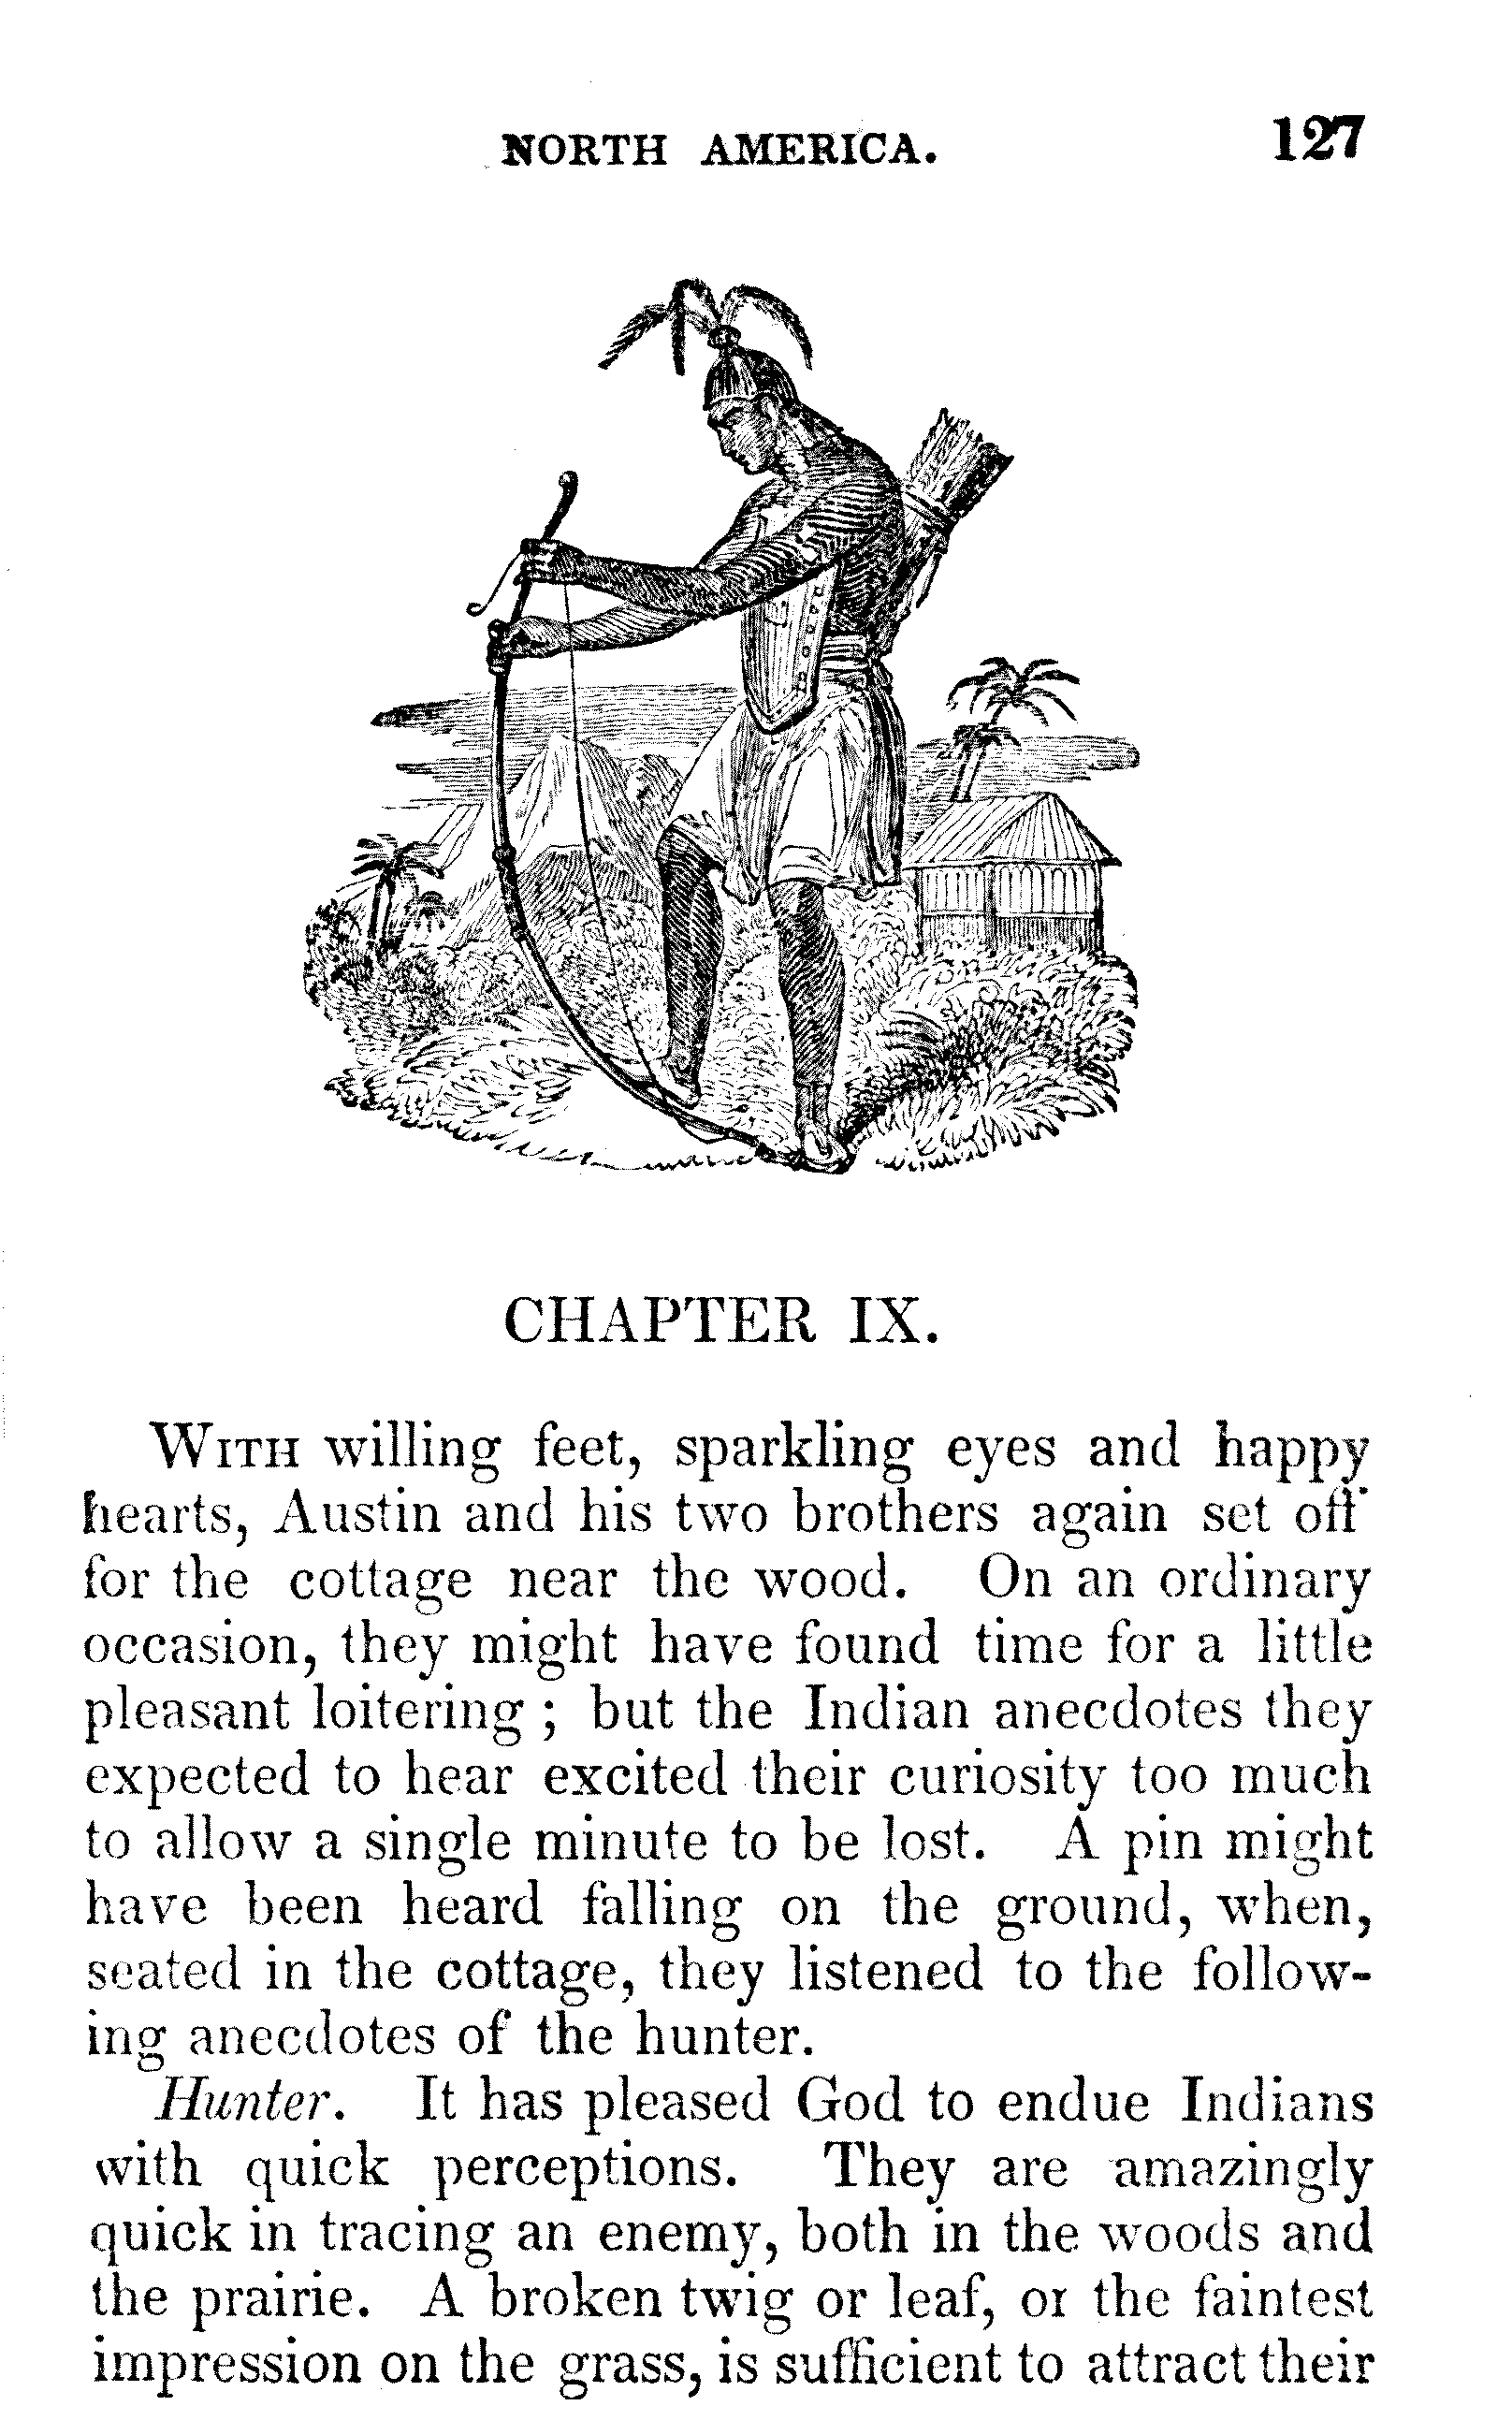 NORTH AMERICA. 127
CHAPTER IX.
WITH willing feet, sparkling eyes and happy
hearts, Austin and his two brothers again set off
for the cottage near the wood. On an ordinary
occasion, they might have found time for a little
pleasant loitering ; but the Indian anecdotes they
expected to hear excited their curiosity too much
to allow a single minute to be lost. A pin might
have been heard falling on the ground, when,
seated in the cottage, they listened to the follow-
ing anecdotes of the hunter.
Hunter. It has pleased God to endue Indians
with quick perceptions. They are amazingly
quick in tracing an enemy, both in the woods and
the prairie. A broken twig or leaf, or the faintest
impression on the grass, is sufficient to attract their